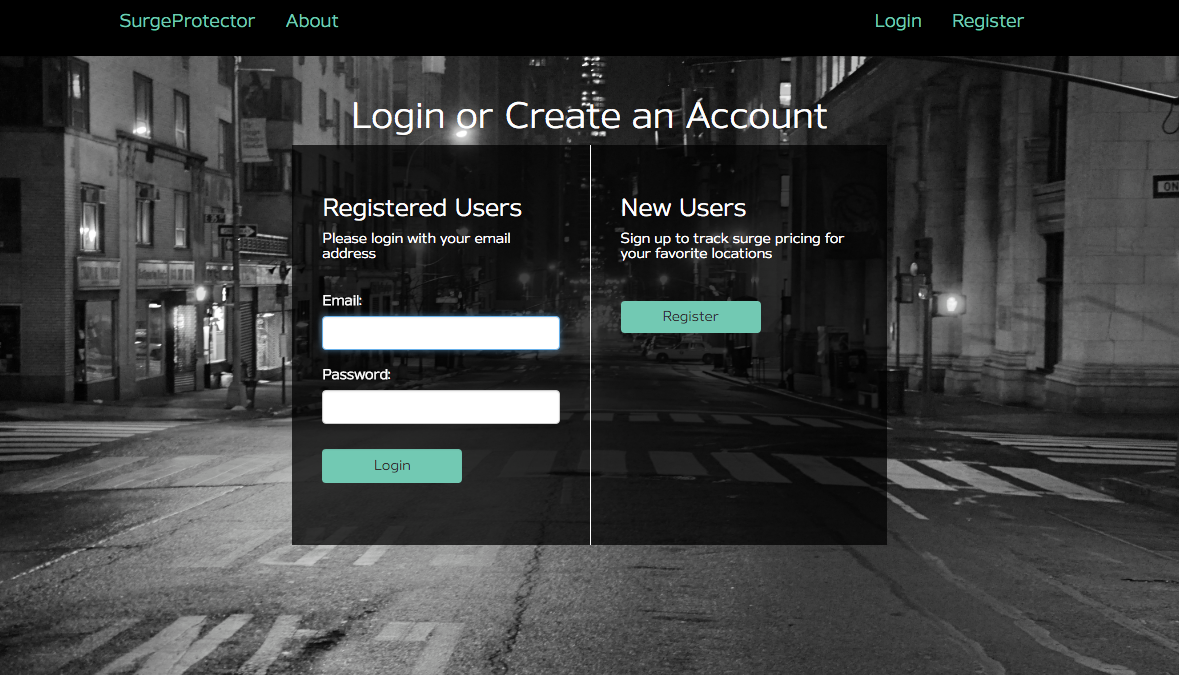 SurgeProtector About Login Register
Login or Create an Account
Registered Users
Please login with your email
address
Email:
Password:
Login
New Users
Sign up to track surge pricing for
your favorite locations
Register